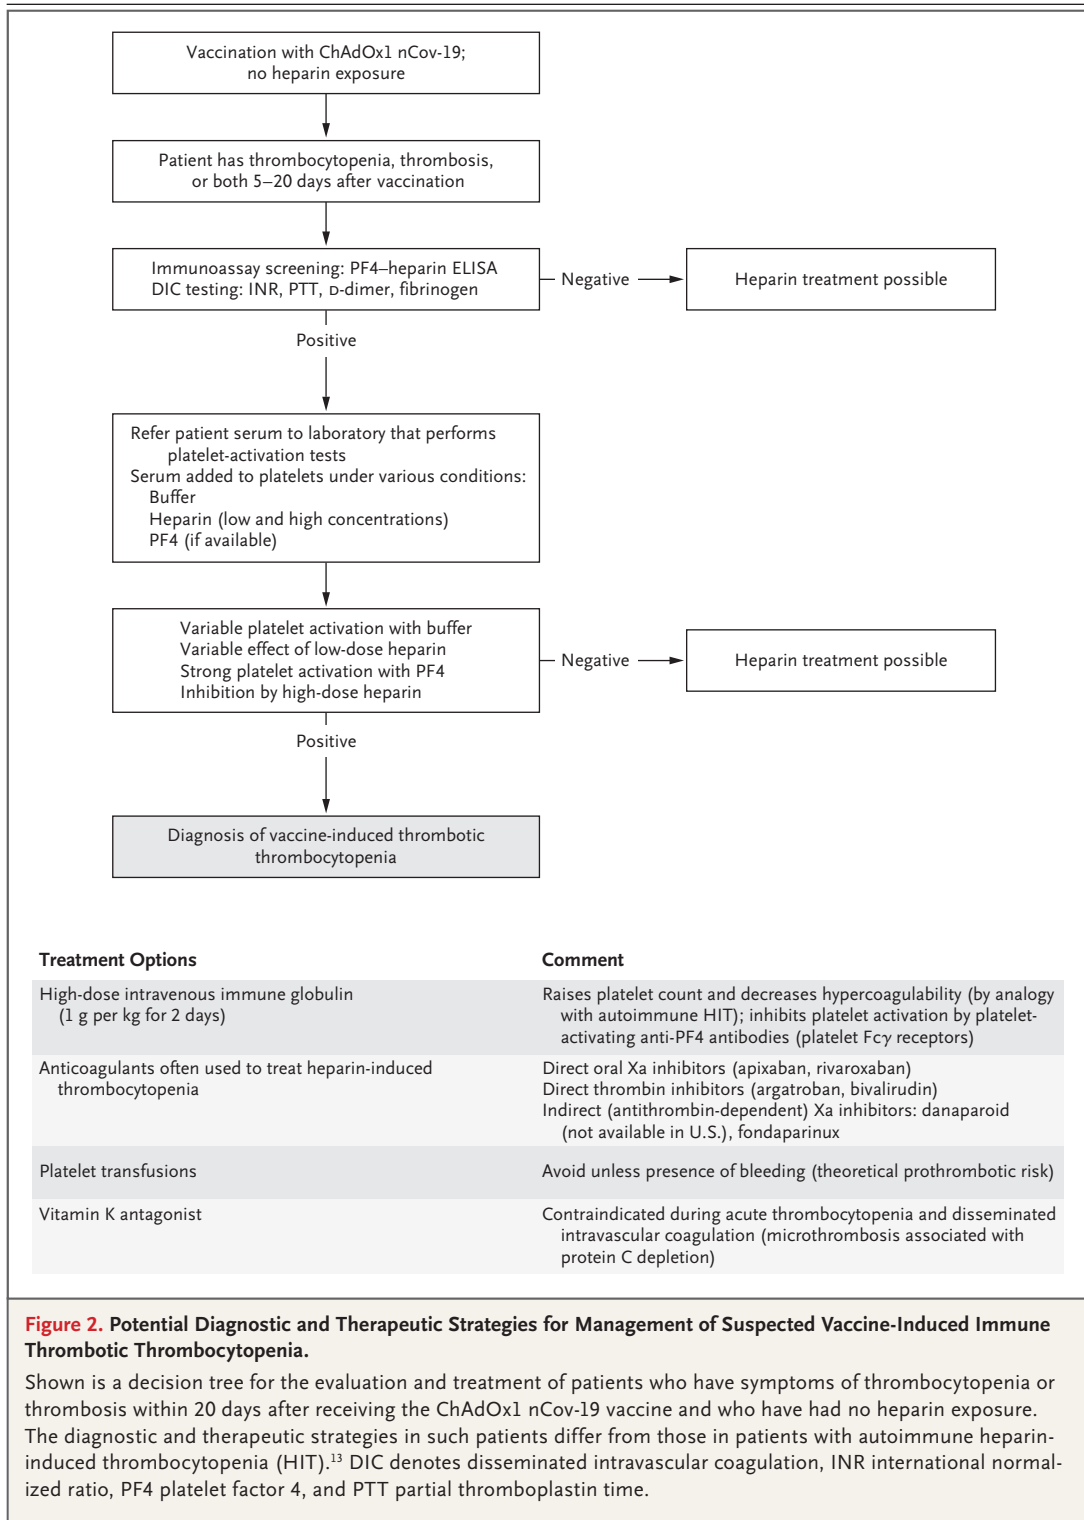 Vaccination with ChAdOx1 nCov-19;
no heparin exposure
Patient has thrombocytopenia, thrombosis,
or both 5–20 days after vaccination
Immunoassay screening: PF4–heparin ELISA
DIC testing: INR, PTT, D-dimer, fibrinogen
Negative
Heparin treatment possible
Positive
Refer patient serum to laboratory that performs
platelet-activation tests
Serum added to platelets under various conditions:
Buffer
Heparin (low and high concentrations)
PF4 (if available)
Variable platelet activation with buffer
Variable effect of low-dose heparin
Strong platelet activation with PF4
Inhibition by high-dose heparin
Negative
Heparin treatment possible
Positive
Diagnosis of vaccine-induced thrombotic
thrombocytopenia
Treatment Options
Comment
High-dose intravenous immune globulin
(1 g per kg for 2 days)
Raises platelet count and decreases hypercoagulability (by analogy
with autoimmune HIT); inhibits platelet activation by platelet-
activating anti-PF4 antibodies (platelet Fcγ receptors)
Anticoagulants often used to treat heparin-induced
thrombocytopenia
Direct oral Xa inhibitors (apixaban, rivaroxaban)
Direct thrombin inhibitors (argatroban, bivalirudin)
Indirect (antithrombin-dependent) Xa inhibitors: danaparoid
(not available in U.S.), fondaparinux
Platelet transfusions
Avoid unless presence of bleeding (theoretical prothrombotic risk)
Vitamin K antagonist
Contraindicated during acute thrombocytopenia and disseminated
intravascular coagulation (microthrombosis associated with
protein C depletion)
Figure 2. Potential Diagnostic and Therapeutic Strategies for Management of Suspected Vaccine-Induced Immune
Thrombotic Thrombocytopenia.
Shown is a decision tree for the evaluation and treatment of patients who have symptoms of thrombocytopenia or
thrombosis within 20 days after receiving the ChAdOx1 nCov-19 vaccine and who have had no heparin exposure.
The diagnostic and therapeutic strategies in such patients differ from those in patients with autoimmune heparin-
induced thrombocytopenia (HIT).¹³ DIC denotes disseminated intravascular coagulation, INR international normal-
ized ratio, PF4 platelet factor 4, and PTT partial thromboplastin time.